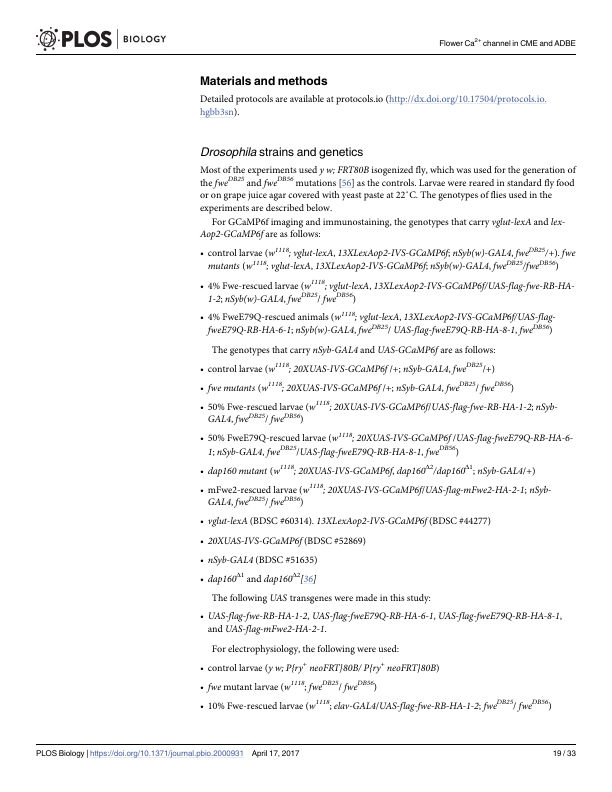 PLOS | BIOLOGY
Flower Ca²⁺ channel in CME and ADBE
Materials and methods
Detailed protocols are available at protocols.io (http://dx.doi.org/10.17504/protocols.io.
hgbb3sn).
Drosophila strains and genetics
Most of the experiments used y w; FRT80B isogenized fly, which was used for the generation of
the fwe^DB25 and fwe^DB56 mutations [56] as the controls. Larvae were reared in standard fly food
or on grape juice agar covered with yeast paste at 22˚C. The genotypes of flies used in the
experiments are described below.
For GCaMP6f imaging and immunostaining, the genotypes that carry vglut-lexA and lex-
Aop2-GCaMP6f are as follows:
• control larvae (w^1118; vglut-lexA, 13XLexAop2-IVS-GCaMP6f; nSyb(w)-GAL4, fwe^DB25/+). fwe
mutants (w^1118; vglut-lexA, 13XLexAop2-IVS-GCaMP6f; nSyb(w)-GAL4, fwe^DB25/fwe^DB56)
• 4% Fwe-rescued larvae (w^1118; vglut-lexA, 13XLexAop2-IVS-GCaMP6f/UAS-flag-fwe-RB-HA-
1-2; nSyb(w)-GAL4, fwe^DB25/ fwe^DB56)
• 4% FweE79Q-rescued animals (w^1118; vglut-lexA, 13XLexAop2-IVS-GCaMP6f/UAS-flag-
fweE79Q-RB-HA-6-1; nSyb(w)-GAL4, fwe^DB25/ UAS-flag-fweE79Q-RB-HA-8-1, fwe^DB56)
The genotypes that carry nSyb-GAL4 and UAS-GCaMP6f are as follows:
• control larvae (w^1118; 20XUAS-IVS-GCaMP6f /+; nSyb-GAL4, fwe^DB25/+)
• fwe mutants (w^1118; 20XUAS-IVS-GCaMP6f /+; nSyb-GAL4, fwe^DB25/ fwe^DB56)
• 50% Fwe-rescued larvae (w^1118; 20XUAS-IVS-GCaMP6f/UAS-flag-fwe-RB-HA-1-2; nSyb-
GAL4, fwe^DB25/ fwe^DB56)
• 50% FweE79Q-rescued larvae (w^1118; 20XUAS-IVS-GCaMP6f /UAS-flag-fweE79Q-RB-HA-6-
1; nSyb-GAL4, fwe^DB25/UAS-flag-fweE79Q-RB-HA-8-1, fwe^DB56)
• dap160 mutant (w^1118; 20XUAS-IVS-GCaMP6f, dap160^Δ2/dap160^Δ1; nSyb-GAL4/+)
• mFwe2-rescued larvae (w^1118; 20XUAS-IVS-GCaMP6f/UAS-flag-mFwe2-HA-2-1; nSyb-
GAL4, fwe^DB25/ fwe^DB56)
• vglut-lexA (BDSC #60314). 13XLexAop2-IVS-GCaMP6f (BDSC #44277)
• 20XUAS-IVS-GCaMP6f (BDSC #52869)
• nSyb-GAL4 (BDSC #51635)
• dap160^Δ1 and dap160^Δ2[36]
The following UAS transgenes were made in this study:
• UAS-flag-fwe-RB-HA-1-2, UAS-flag-fweE79Q-RB-HA-6-1, UAS-flag-fweE79Q-RB-HA-8-1,
and UAS-flag-mFwe2-HA-2-1.
For electrophysiology, the following were used:
• control larvae (y w; P{ry⁺ neoFRT}80B/ P{ry⁺ neoFRT}80B)
• fwe mutant larvae (w^1118; fwe^DB25/ fwe^DB56)
• 10% Fwe-rescued larvae (w^1118; elav-GAL4/UAS-flag-fwe-RB-HA-1-2; fwe^DB25/ fwe^DB56)
PLOS Biology | https://doi.org/10.1371/journal.pbio.2000931 April 17, 2017
19 / 33